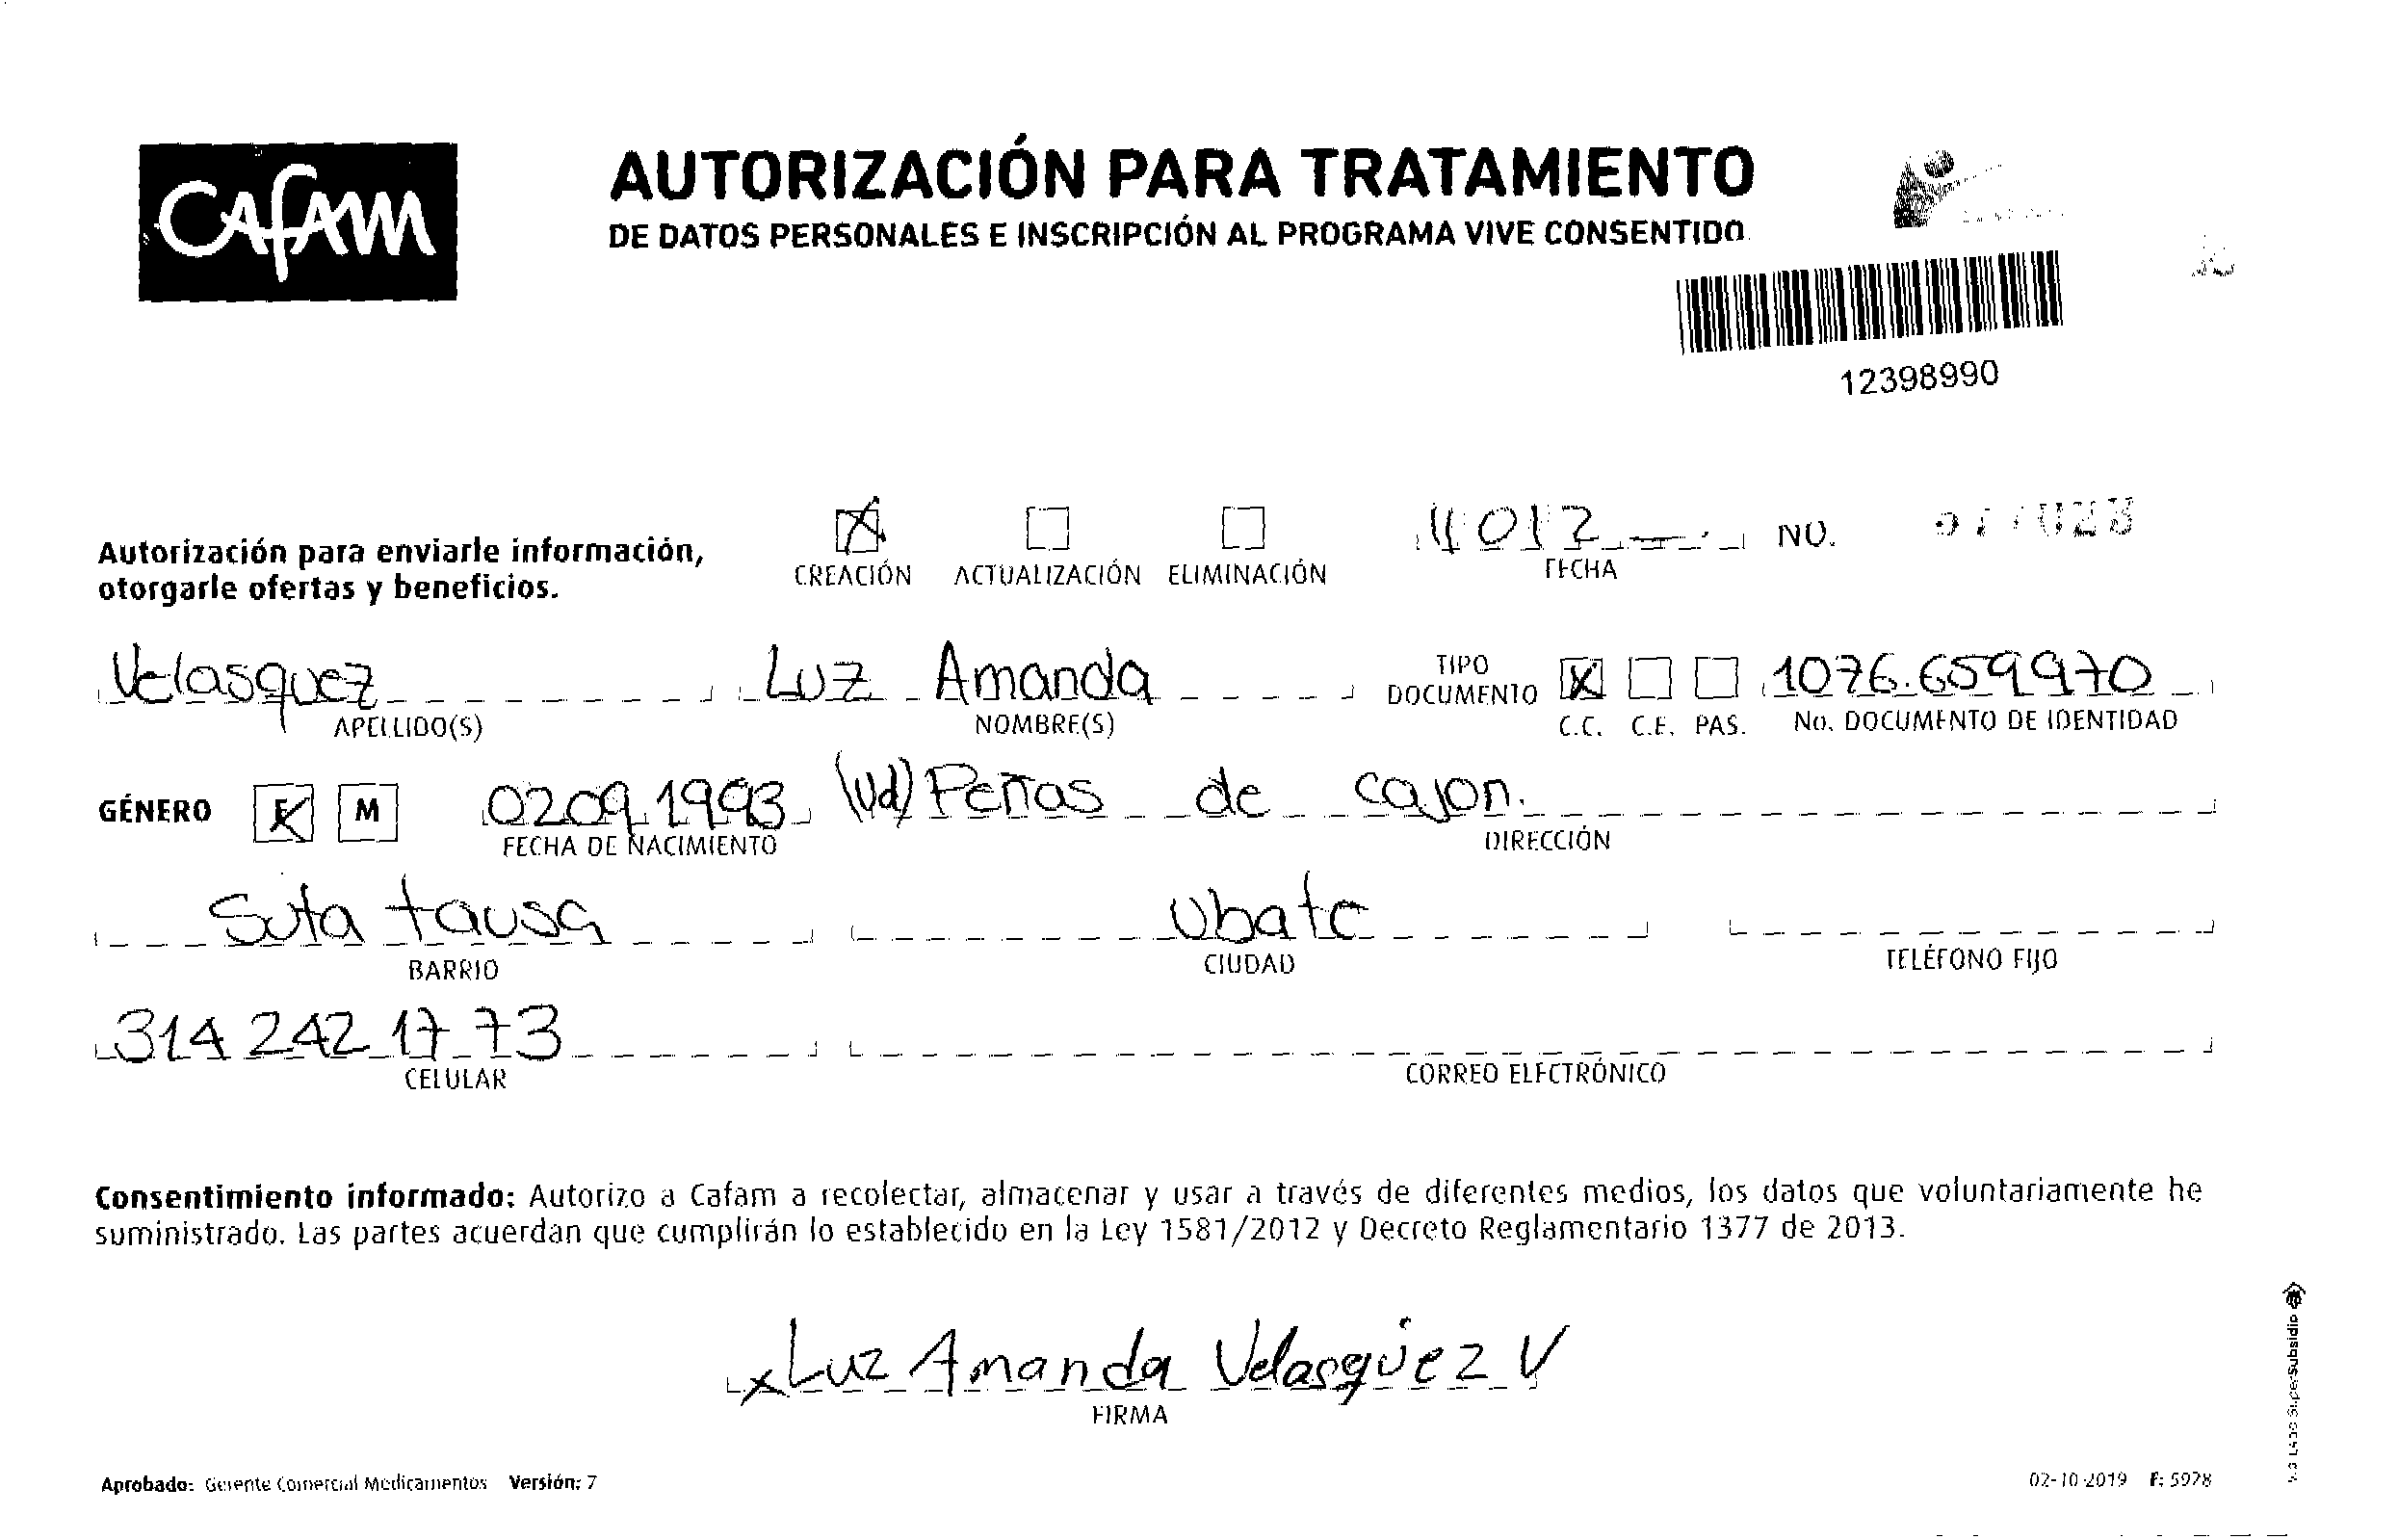 Cafam
AUTORIZACIÓN PARA TRATAMIENTO
DE DATOS PERSONALES E INSCRIPCIÓN AL PROGRAMA VIVE CONSENTIDO
12398990
Autorización para enviarle información,
otorgarle ofertas y beneficios.
CREACIÓN ACTUALIZACIÓN ELIMINACIÓN
FECHA
NO.
Velasquez Luz Amanda TIPO DOCUMENTO 1076.659970
APELLIDO(S) NOMBRE(S) C.C. C.E. PAS. No. DOCUMENTO DE IDENTIDAD
GÉNERO F M 02091993 (Vd) Peñas de cajon.
FECHA DE NACIMIENTO DIRECCIÓN
Suta tausa Ubate
BARRIO CIUDAD TELÉFONO FIJO
314 242 17 73
CELULAR CORREO ELECTRÓNICO
Consentimiento informado: Autorizo a Cafam a recolectar, almacenar y usar a través de diferentes medios, los datos que voluntariamente he
suministrado. Las partes acuerdan que cumplirán lo establecido en la Ley 1581/2012 y Decreto Reglamentario 1377 de 2013.
x Luz Amanda Velasqüez V
FIRMA
Aprobado: Gerente Comercial Medicamentos Versión: 7
02-10-2019 F: 5978
SuperSubsidio